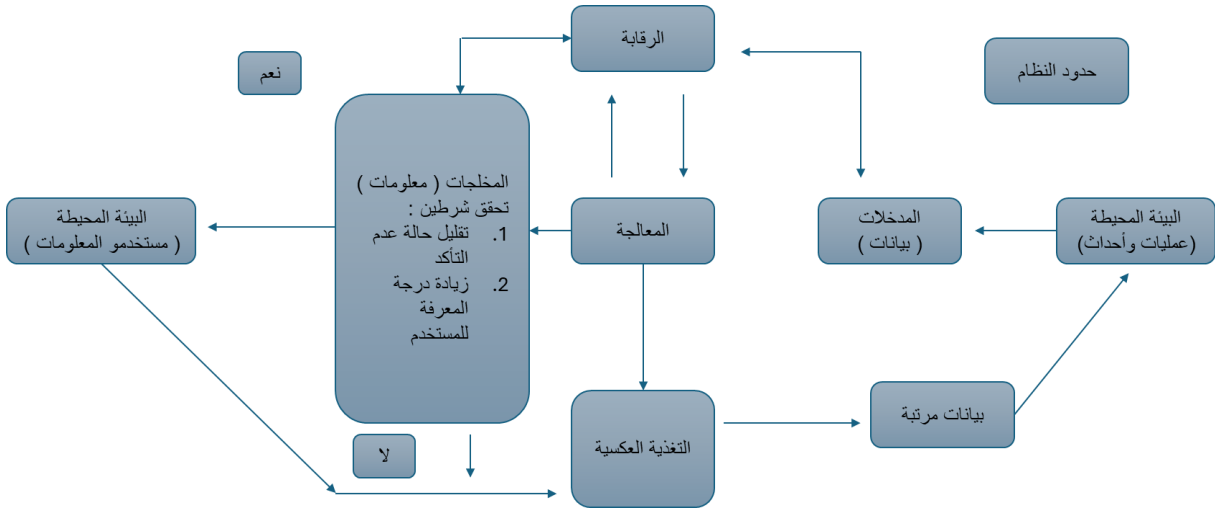 الرقابة
حدود النظام
نعم
المخلجات ( معلومات )
تحقق شرطين :
1. تقليل حالة عدم
التأكد
2. زيادة درجة
المعرفة
للمستخدم
البيئة المحيطة
(عمليات وأحداث)
المدخلات
( بيانات )
المعالجة
البيئة المحيطة
( مستخدمو المعلومات )
بيانات مرتبة
التغذية العكسية
لا